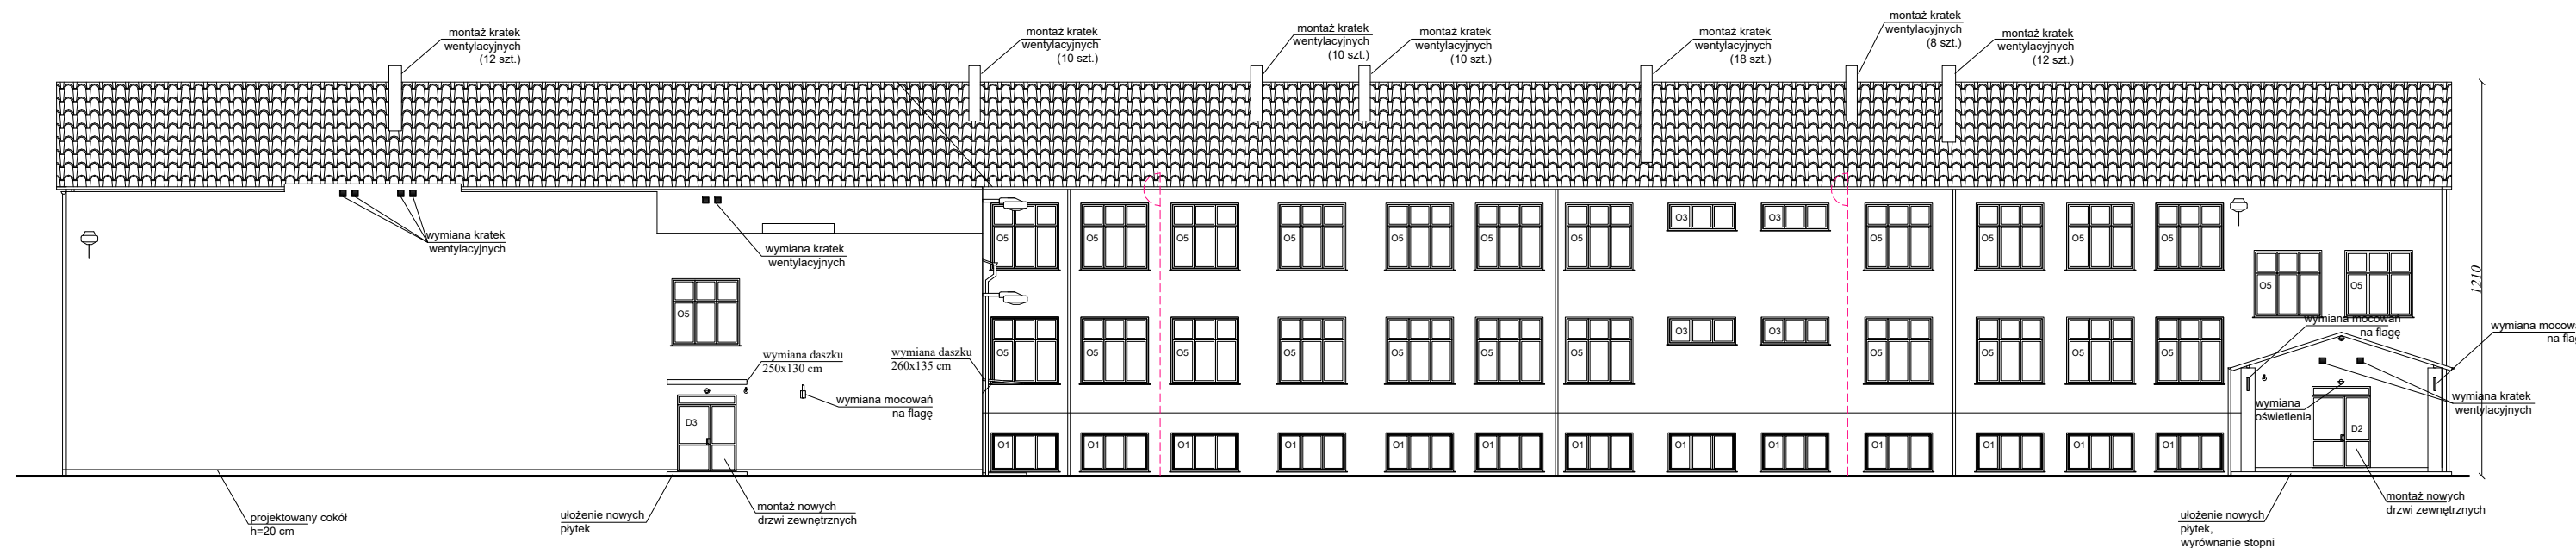 montaż kratek
wentylacyjnych
(12 szt.)
montaż kratek
wentylacyjnych
(10 szt.)
montaż kratek
wentylacyjnych
(10 szt.)
montaż kratek
wentylacyjnych
(10 szt.)
montaż kratek
wentylacyjnych
(18 szt.)
montaż kratek
wentylacyjnych
(8 szt.)
montaż kratek
wentylacyjnych
(12 szt.)
wymiana kratek
wentylacyjnych
wymiana kratek
wentylacyjnych
O5 O5 O5 O5 O5 O5 O5 O3 O3 O5 O5 O5 O5
O5 O5
1210
O5
O5 O5 O5 O5 O5 O5 O5 O3 O3 O5 O5 O5 O5
wymiana mocowań
na flagę
wymiana mocowa
na flag
wymiana daszku
250x130 cm
wymiana daszku
260x135 cm
wymiana mocowań
na flagę
wymiana
oświetlenia
wymiana kratek
wentylacyjnych
D3
D2
O1 O1 O1 O1 O1 O1 O1 O1 O1 O1 O1 O1 O1
projektowany cokół
h=20 cm
ułożenie nowych
płytek
montaż nowych
drzwi zewnętrznych
ułożenie nowych
płytek,
wyrównanie stopni
montaż nowych
drzwi zewnętrznych